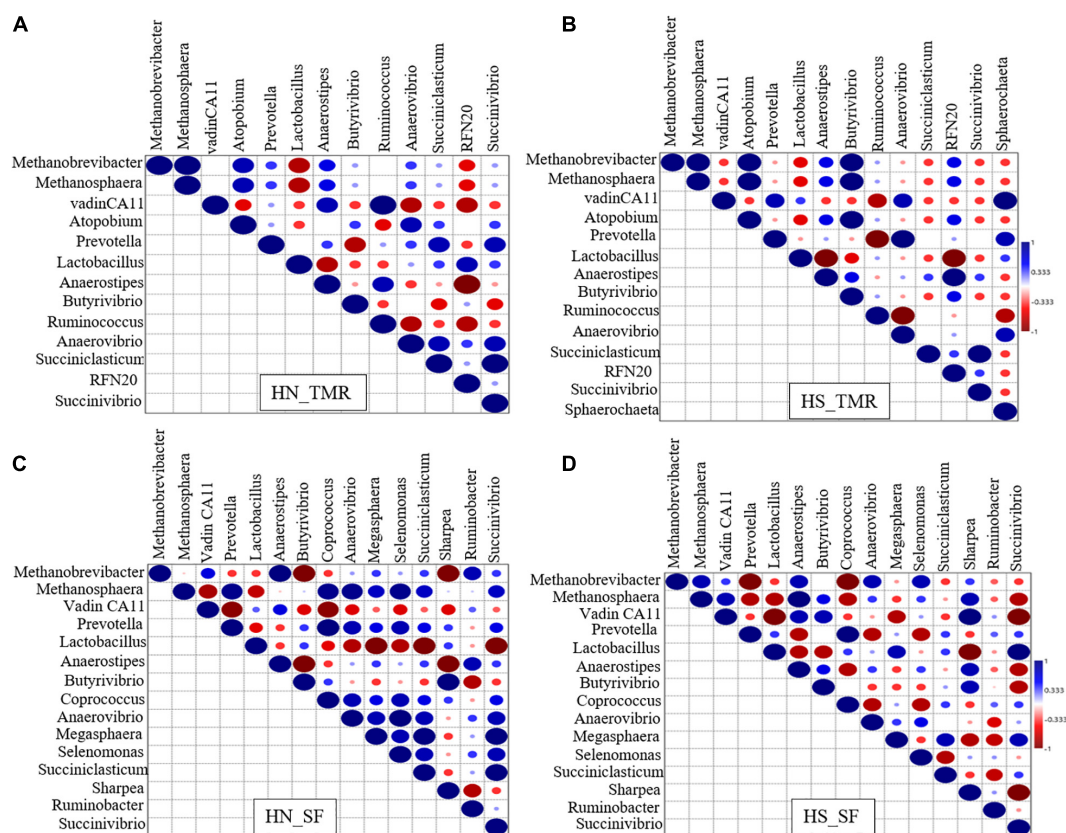 A
Methanobrevibacter
Methanosphaera
vadinCA11
Atopobium
Prevotella
Lactobacillus
Anaerostipes
Butyrivibrio
Ruminococcus
Anaerovibrio
Succiniclasticum
RFN20
Succinivibrio
Methanobrevibacter
Methanosphaera
vadinCA11
Atopobium
Prevotella
Lactobacillus
Anaerostipes
Butyrivibrio
Ruminococcus
Anaerovibrio
Succiniclasticum
RFN20
Succinivibrio
HN_TMR
B
Methanobrevibacter
Methanosphaera
vadinCA11
Atopobium
Prevotella
Lactobacillus
Anaerostipes
Butyrivibrio
Ruminococcus
Anaerovibrio
Succiniclasticum
RFN20
Succinivibrio
Sphaerochaeta
Methanobrevibacter
Methanosphaera
vadinCA11
Atopobium
Prevotella
Lactobacillus
Anaerostipes
Butyrivibrio
Ruminococcus
Anaerovibrio
Succiniclasticum
RFN20
Succinivibrio
Sphaerochaeta
HS_TMR
1
0.333
-0.333
-1
C
Methanobrevibacter
Methanosphaera
Vadin CA11
Prevotella
Lactobacillus
Anaerostipes
Butyrivibrio
Coprococcus
Anaerovibrio
Megasphaera
Selenomonas
Succiniclasticum
Sharpea
Ruminobacter
Succinivibrio
Methanobrevibacter
Methanosphaera
Vadin CA11
Prevotella
Lactobacillus
Anaerostipes
Butyrivibrio
Coprococcus
Anaerovibrio
Megasphaera
Selenomonas
Succiniclasticum
Sharpea
Ruminobacter
Succinivibrio
HN_SF
D
Methanobrevibacter
Methanosphaera
Vadin CA11
Prevotella
Lactobacillus
Anaerostipes
Butyrivibrio
Coprococcus
Anaerovibrio
Megasphaera
Selenomonas
Succiniclasticum
Sharpea
Ruminobacter
Succinivibrio
Methanobrevibacter
Methanosphaera
Vadin CA11
Prevotella
Lactobacillus
Anaerostipes
Butyrivibrio
Coprococcus
Anaerovibrio
Megasphaera
Selenomonas
Succiniclasticum
Sharpea
Ruminobacter
Succinivibrio
HS_SF
1
0.333
-0.333
-1